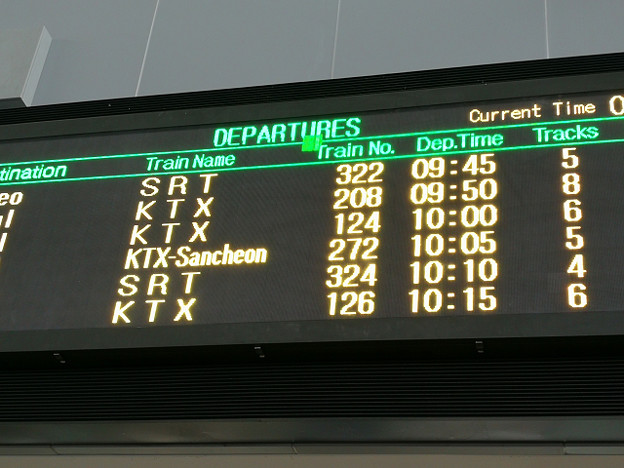 DEPARTURES
Current Time
Train Name Train No. Dep.Time Tracks
SRT 322 09:45 5
KTX 208 09:50 8
KTX 124 10:00 6
KTX-Sancheon 272 10:05 5
SRT 324 10:10 4
KTX 126 10:15 6